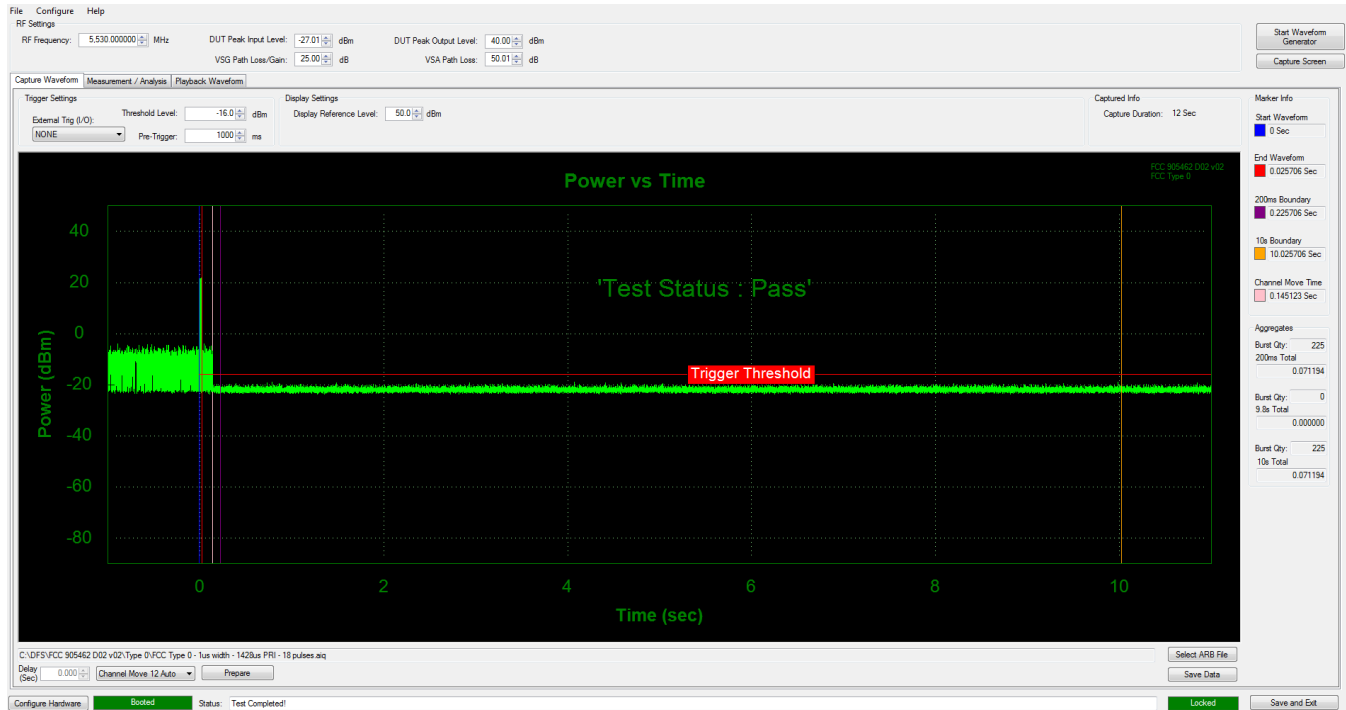 File Configure Help
RF Settings
RF Frequency: 5,530.000000 MHz DUT Peak Input Level: -27.01 dBm DUT Peak Output Level: 40.00 dBm
VSG Path Loss/Gain: 25.00 dB VSA Path Loss: 50.01 dB
Start Waveform Generator
Capture Screen
Capture Waveform Measurement / Analysis Playback Waveform
Trigger Settings
External Trig (I/O): Threshold Level: -16.0 dBm
NONE Pre-Trigger: 1000 ms
Display Settings
Display Reference Level: 50.0 dBm
Captured Info
Capture Duration: 12 Sec
Marker Info
Start Waveform
0 Sec
End Waveform
0.025706 Sec
200ms Boundary
0.225706 Sec
10s Boundary
10.025706 Sec
Channel Move Time
0.145123 Sec
Aggregates
Burst Qty: 225
200ms Total
0.071194
Burst Qty: 0
9.8s Total
0.000000
Burst Qty: 225
10s Total
0.071194
Power vs Time
FCC 905462 D02 v02
FCC Type 0
'Test Status : Pass'
Trigger Threshold
Power (dBm)
40
20
0
-20
-40
-60
-80
0 2 4 6 8 10
Time (sec)
C:\DFS\FCC 905462 D02 v02\Type 0\FCC Type 0 - 1us width - 1428us PRI - 18 pulses.aiq
Select ARB File
Delay (Sec) 0.000 Channel Move 12 Auto Prepare
Save Data
Configure Hardware Booted Status: Test Completed! Locked Save and Exit